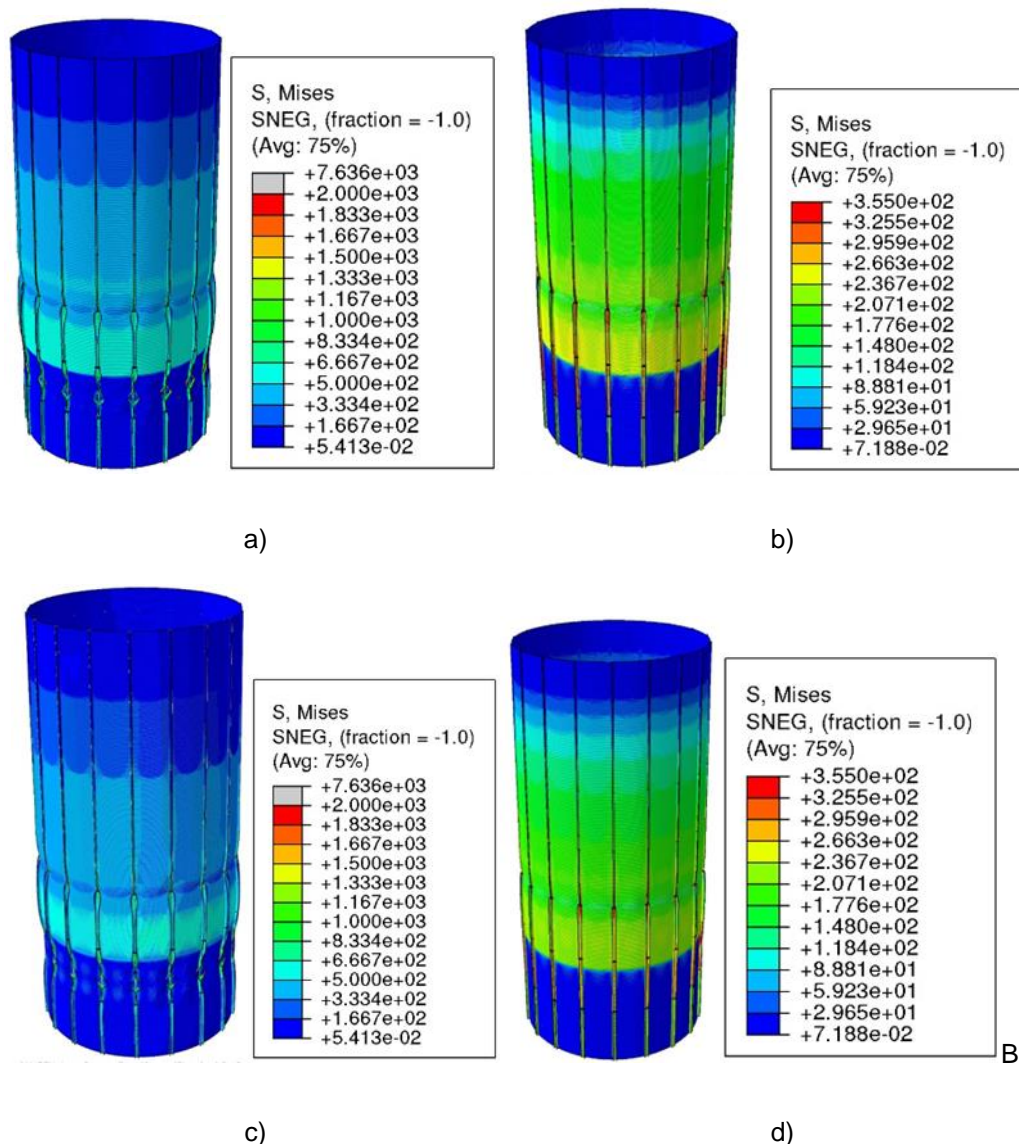 S, Mises
SNEG, (fraction = -1.0)
(Avg: 75%)
+7.636e+03
+2.000e+03
+1.833e+03
+1.667e+03
+1.500e+03
+1.333e+03
+1.167e+03
+1.000e+03
+8.334e+02
+6.667e+02
+5.000e+02
+3.334e+02
+1.667e+02
+5.413e-02
S, Mises
SNEG, (fraction = -1.0)
(Avg: 75%)
+3.550e+02
+3.255e+02
+2.959e+02
+2.663e+02
+2.367e+02
+2.071e+02
+1.776e+02
+1.480e+02
+1.184e+02
+8.881e+01
+5.923e+01
+2.965e+01
+7.188e-02
a)
b)
S, Mises
SNEG, (fraction = -1.0)
(Avg: 75%)
+7.636e+03
+2.000e+03
+1.833e+03
+1.667e+03
+1.500e+03
+1.333e+03
+1.167e+03
+1.000e+03
+8.334e+02
+6.667e+02
+5.000e+02
+3.334e+02
+1.667e+02
+5.413e-02
S, Mises
SNEG, (fraction = -1.0)
(Avg: 75%)
+3.550e+02
+3.255e+02
+2.959e+02
+2.663e+02
+2.367e+02
+2.071e+02
+1.776e+02
+1.480e+02
+1.184e+02
+8.881e+01
+5.923e+01
+2.965e+01
+7.188e-02
B
c)
d)